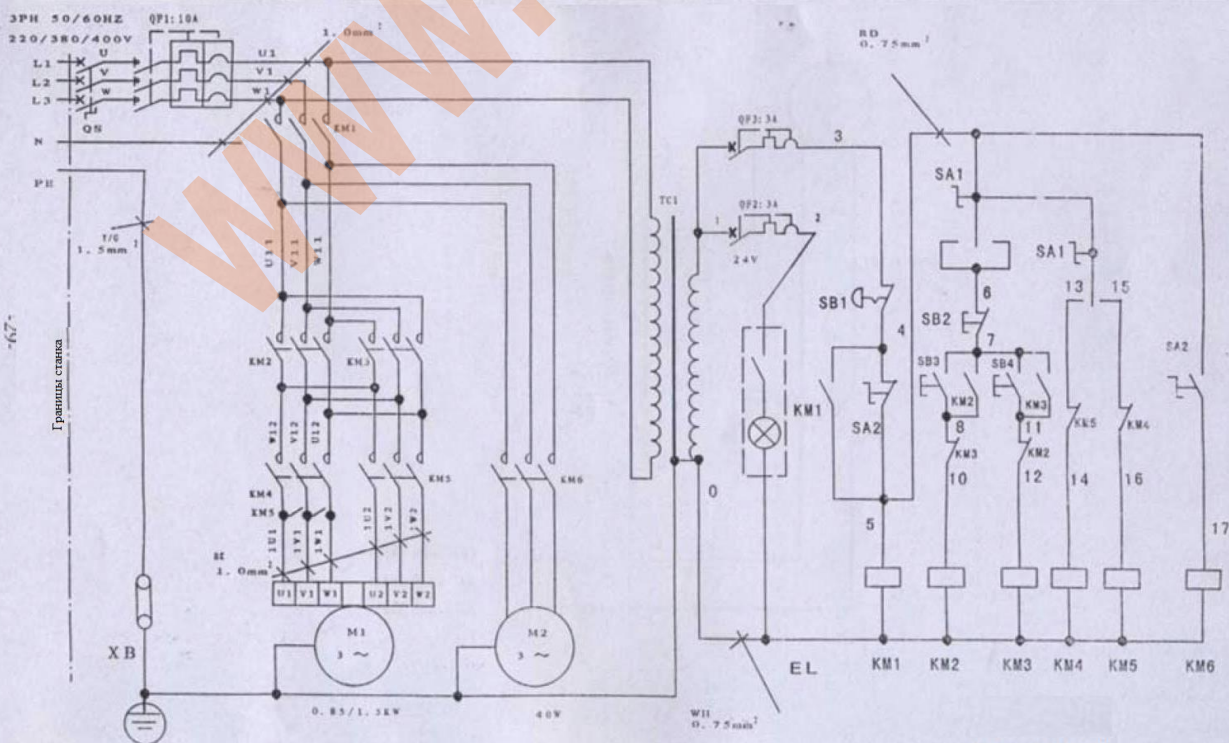 3PH 50/60HZ
220/380/400V
QF1:10A
1.0mm²
L1
U
U1
L2
V
V1
L3
W
W1
QS
KM1
N
PE
Y/G
1.5mm²
U11
V11
W11
Границы станка
-29-
KM2
KM3
W12
V12
U12
KM4
KM5
KM5
KM6
1U1
1V1
1W1
1U2
1V2
1W2
1.0mm²
U1
V1
W1
U2
V2
W2
M1
3 ~
M2
3 ~
XB
0.85/1.3KW
40W
TC1
QF3:3A
3
QF2:3A
1
2
24V
0
EL
WH
0.75mm²
RD
0.75mm²
SB1
4
KM1
SA2
5
SA1
SA1
6
SB2
7
SB3
KM2
8
KM3
10
SB4
KM3
11
KM2
12
13
15
KM5
KM4
14
16
SA2
17
KM1
KM2
KM3
KM4
KM5
KM6
www.